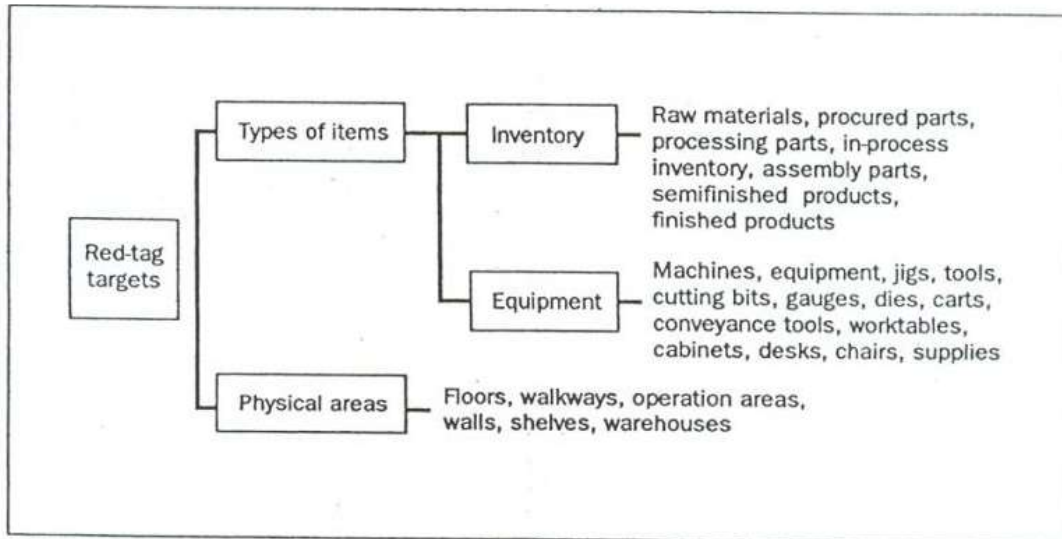 Red-tag
targets
Types of items
Inventory
Raw materials, procured parts,
processing parts, in-process
inventory, assembly parts,
semifinished products,
finished products
Equipment
Machines, equipment, jigs, tools,
cutting bits, gauges, dies, carts,
conveyance tools, worktables,
cabinets, desks, chairs, supplies
Physical areas
Floors, walkways, operation areas,
walls, shelves, warehouses